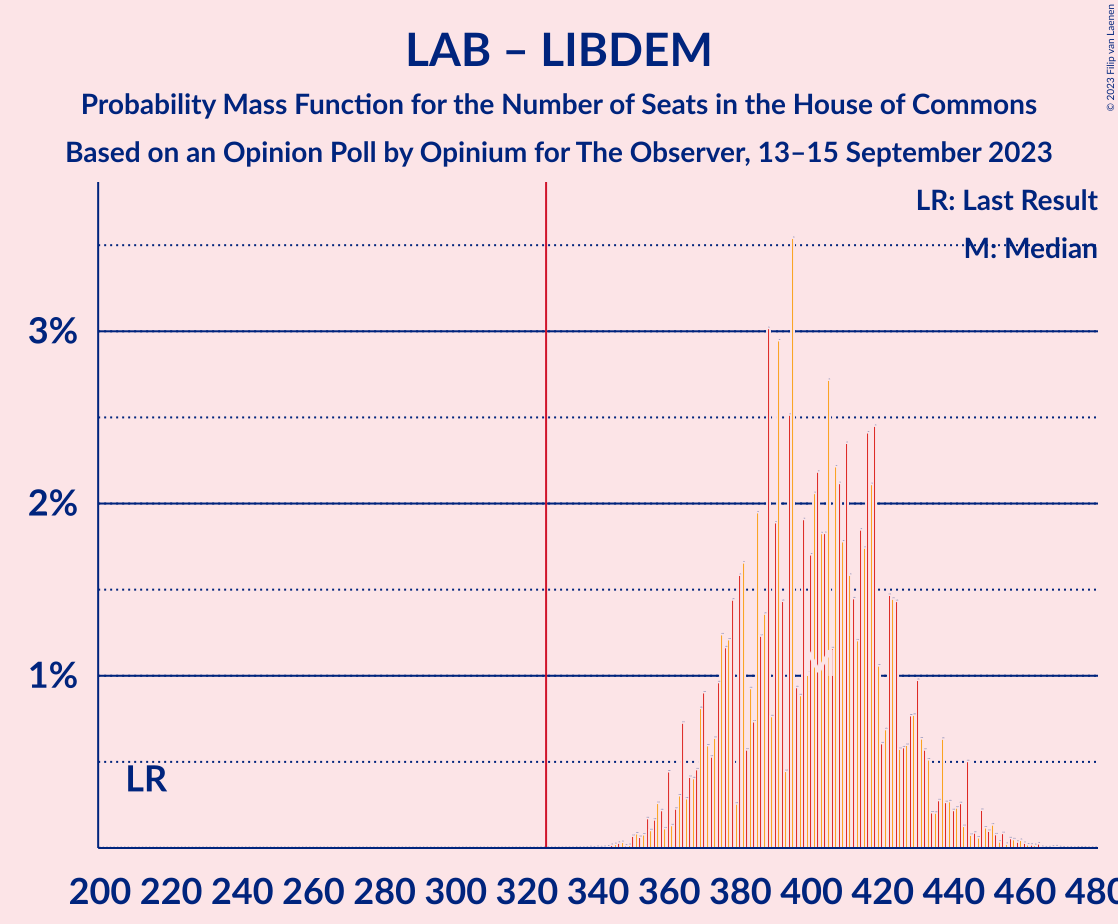 LAB – LIBDEM
Probability Mass Function for the Number of Seats in the House of Commons
Based on an Opinion Poll by Opinium for The Observer, 13–15 September 2023
© 2023 Filip van Laenen
LR: Last Result
M: Median
3%
2%
1%
LR
200 220 240 260 280 300 320 340 360 380 400 420 440 460 480